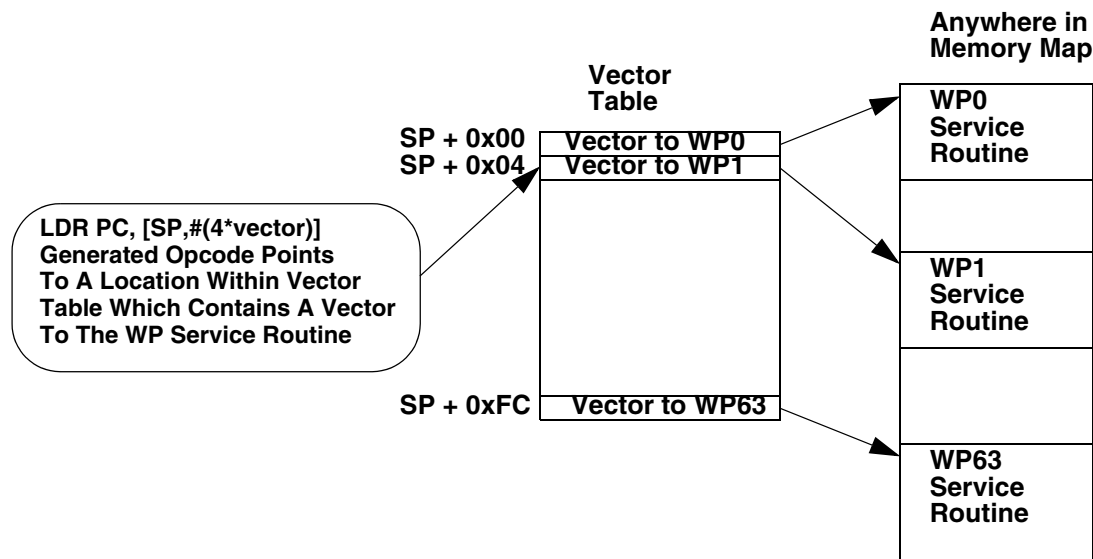 Anywhere in
Memory Map
Vector
Table
SP + 0x00
Vector to WP0
SP + 0x04
Vector to WP1
WP0
Service
Routine
LDR PC, [SP,#(4*vector)]
Generated Opcode Points
To A Location Within Vector
Table Which Contains A Vector
To The WP Service Routine
WP1
Service
Routine
SP + 0xFC
Vector to WP63
WP63
Service
Routine